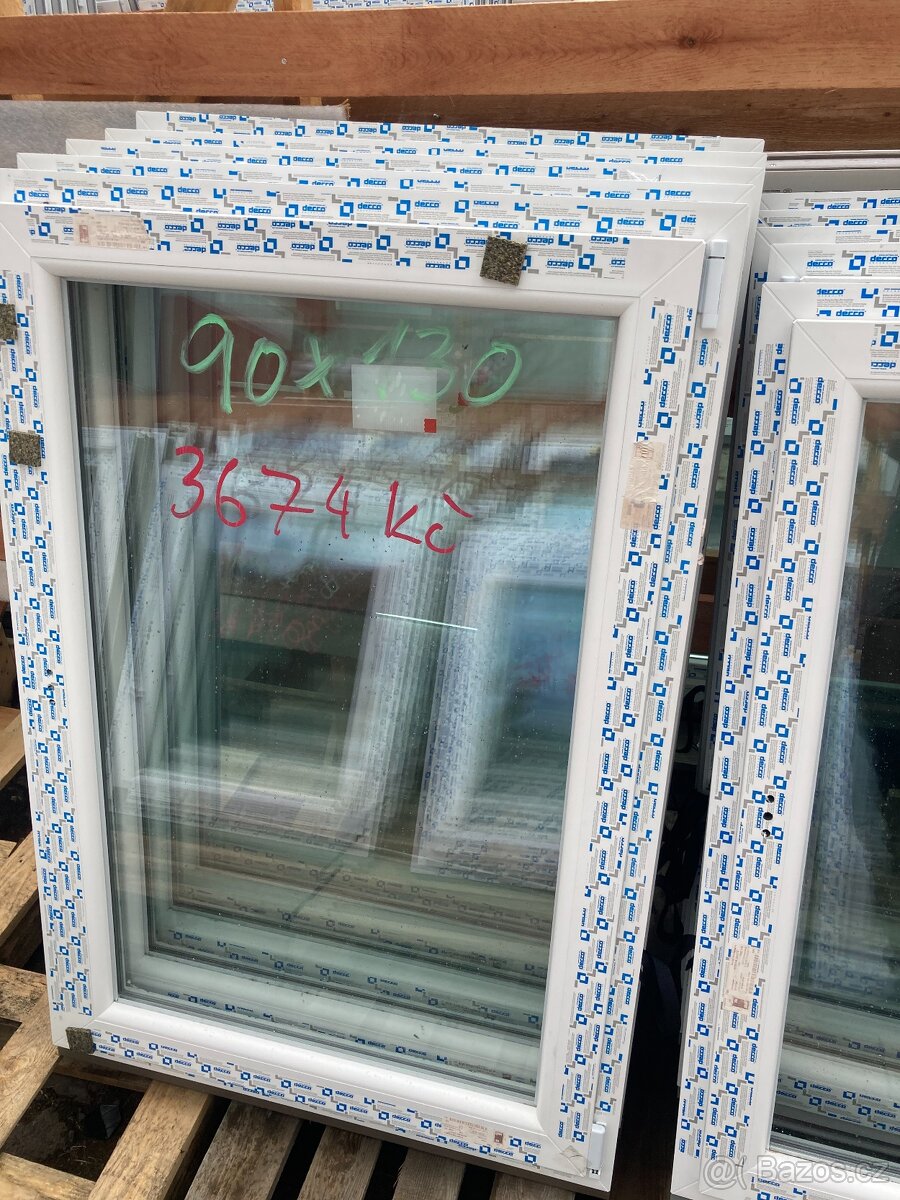 90x130
3674 kč
decco
@ Bazos.cz